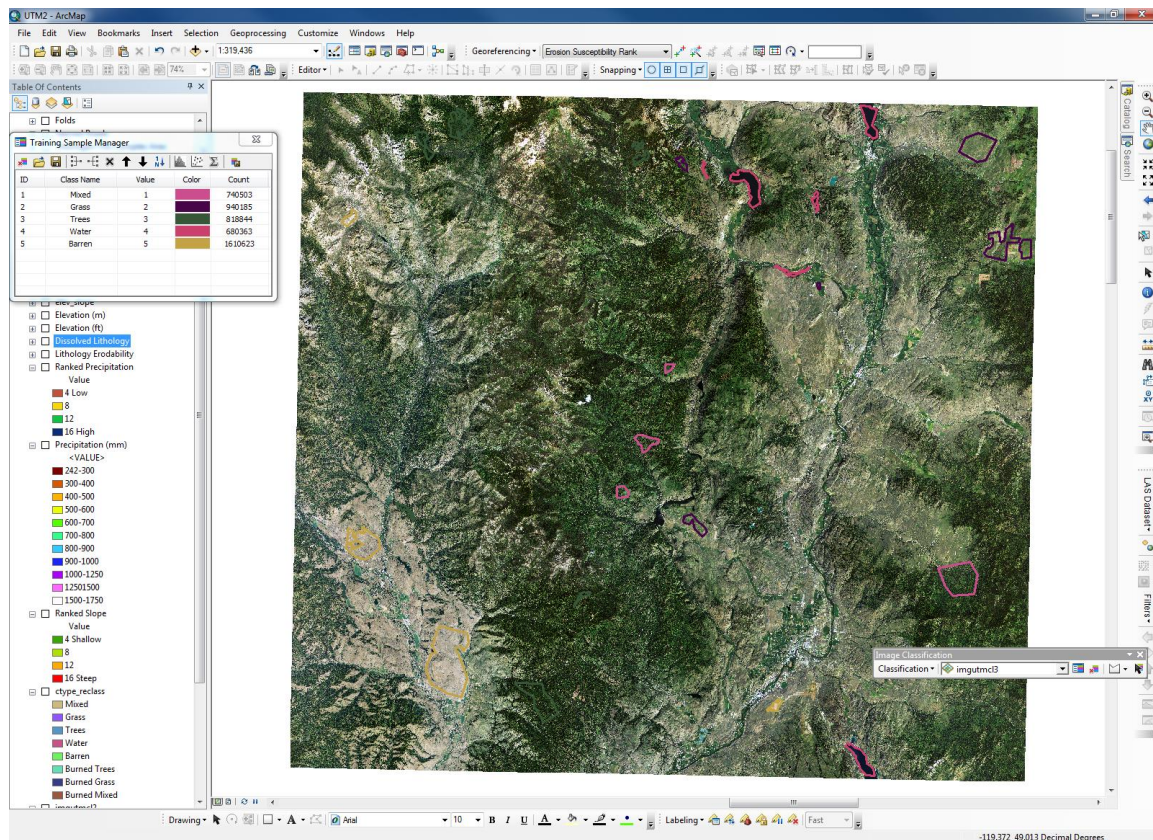 UTM2 - ArcMap
File Edit View Bookmarks Insert Selection Geoprocessing Customize Windows Help
1:319,436
Georeferencing
Erosion Susceptibility Rank
74%
Editor
Snapping
Table Of Contents
Folds
Training Sample Manager
ID Class Name Value Color Count
1 Mixed 1 740503
2 Grass 2 940185
3 Trees 3 818844
4 Water 4 680363
5 Barren 5 1610623
elev_slope
Elevation (m)
Elevation (ft)
Dissolved Lithology
Lithology Erodability
Ranked Precipitation
Value
4 Low
8
12
16 High
Precipitation (mm)
<VALUE>
242-300
300-400
400-500
500-600
600-700
700-800
800-900
900-1000
1000-1250
12501500
1500-1750
Ranked Slope
Value
4 Shallow
8
12
16 Steep
ctype_reclass
Mixed
Grass
Trees
Water
Barren
Burned Trees
Burned Grass
Burned Mixed
imgutmcl3
Catalog
Search
LAS Dataset
Filters
Image Classification
Classification imgutmcl3
Drawing
A
Arial
10
B I U A
Labeling
Fast
-119.372 49.013 Decimal Degrees